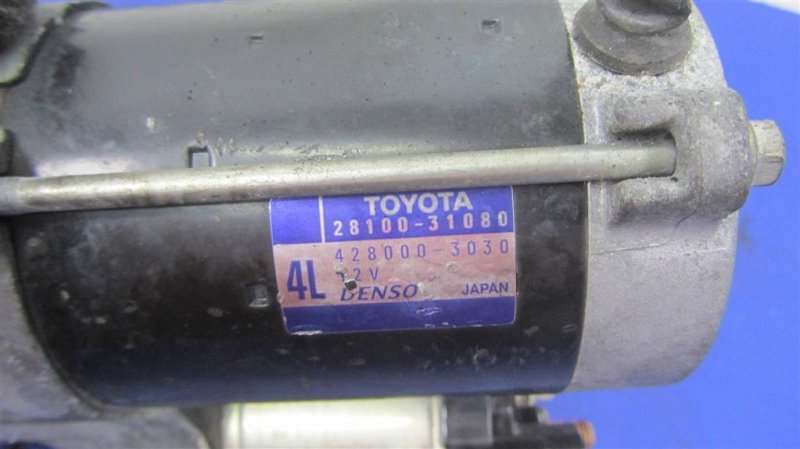 TOYOTA
28100-31080
428000-3030
4L 12V
DENSO JAPAN